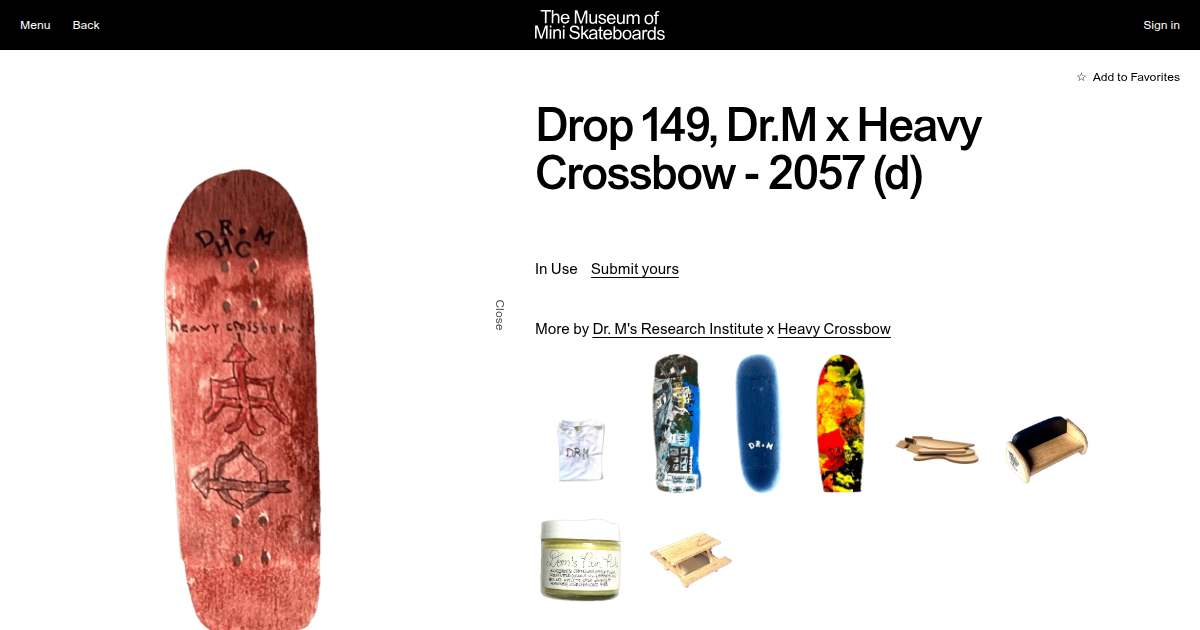 Menu
Back
The Museum of
Mini Skateboards
Sign in
☆ Add to Favorites
Drop 149, Dr.M x Heavy
Crossbow - 2057 (d)
In Use
Submit yours
Close
More by Dr. M's Research Institute x Heavy Crossbow
DR.M
HC
heavy crossbow.
DRM
DR.M